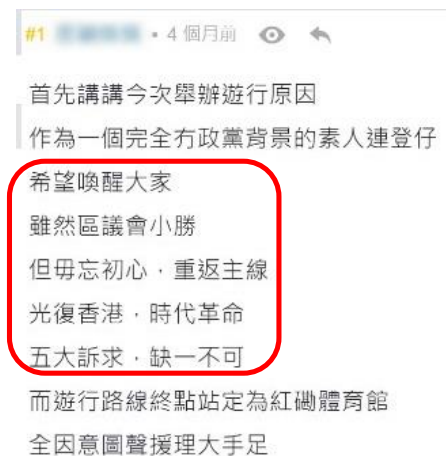 #1 • 4 個月前
首先講講今次舉辦遊行原因
作為一個完全冇政黨背景的素人連登仔
希望喚醒大家
雖然區議會小勝
但毋忘初心，重返主線
光復香港，時代革命
五大訴求，缺一不可
而遊行路線終點站定為紅磡體育館
全因意圖聲援理大手足